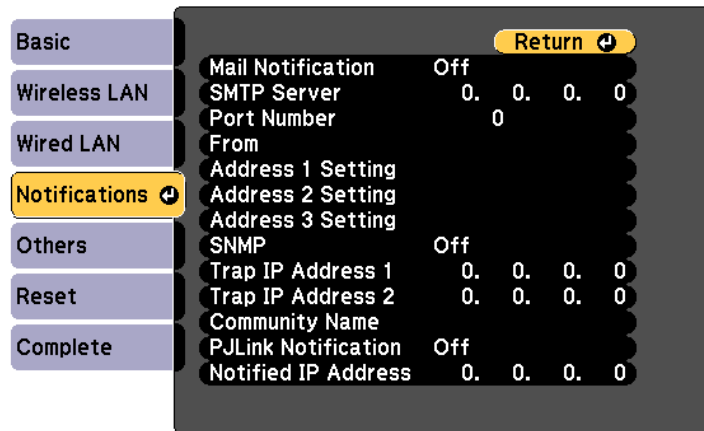 Basic
Wireless LAN
Wired LAN
Notifications
Others
Reset
Complete
Return
Mail Notification Off
SMTP Server 0. 0. 0. 0
Port Number 0
From
Address 1 Setting
Address 2 Setting
Address 3 Setting
SNMP Off
Trap IP Address 1 0. 0. 0. 0
Trap IP Address 2 0. 0. 0. 0
Community Name
PJLink Notification Off
Notified IP Address 0. 0. 0. 0